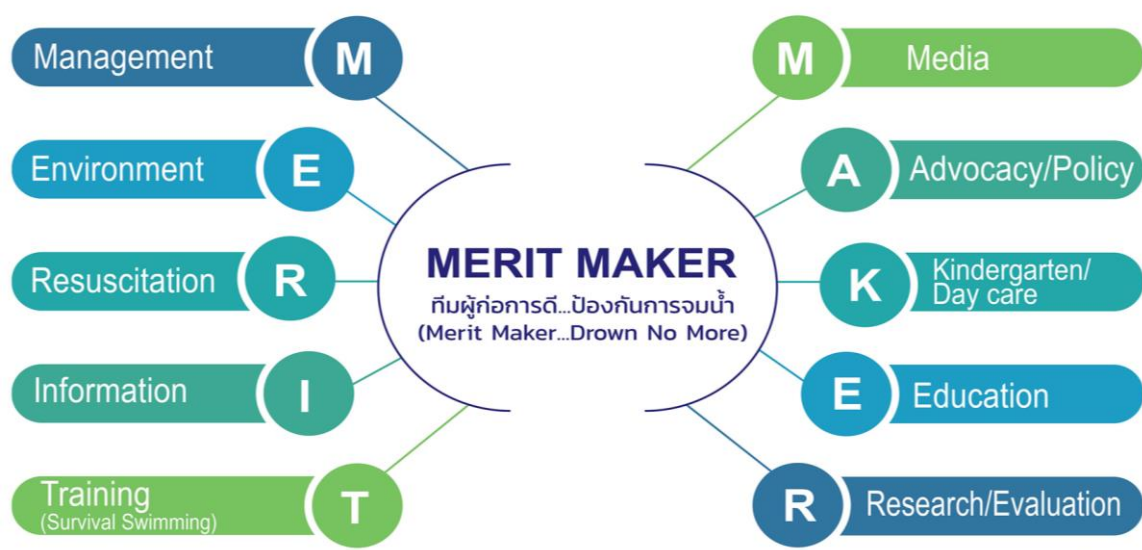 Management
M
Environment
E
Resuscitation
R
Information
I
Training
(Survival Swimming)
T
MERIT MAKER
ทีมผู้ก่อการดี...ป้องกันการจมน้ำ
(Merit Maker...Drown No More)
M
Media
A
Advocacy/Policy
K
Kindergarten/
Day care
E
Education
R
Research/Evaluation